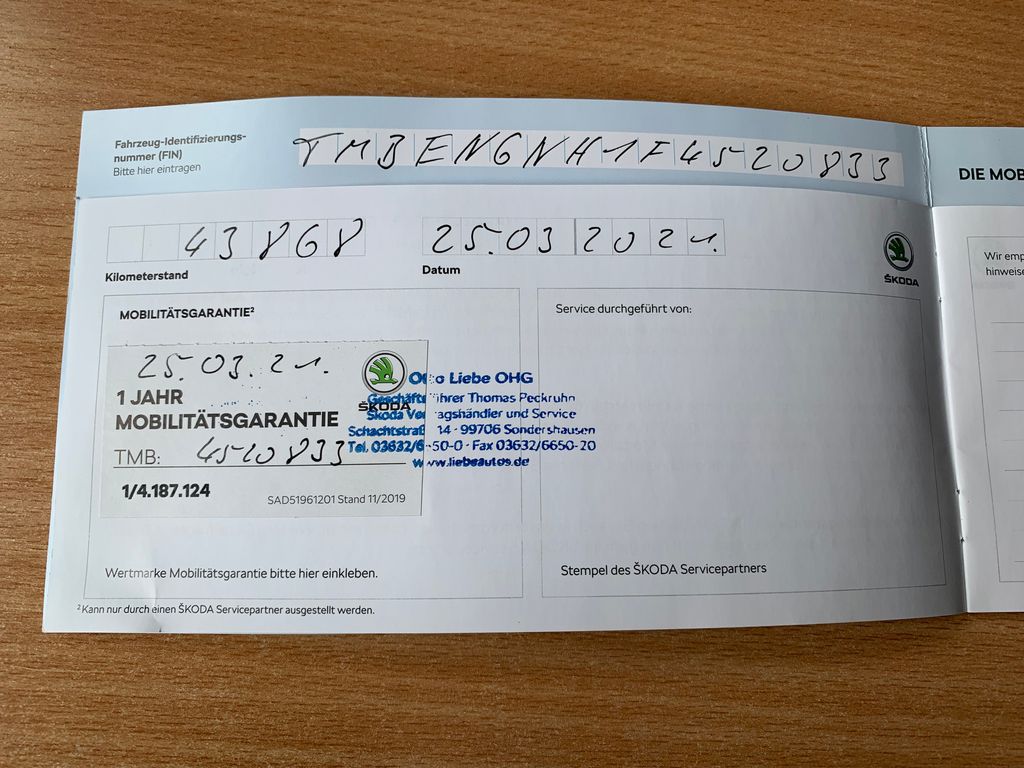 Fahrzeug-Identifizierungs-
nummer (FIN)
Bitte hier eintragen
TMBENGNH1F4520833
43868
Kilometerstand
25.03.2021.
Datum
ŠKODA
MOBILITÄTSGARANTIE²
25.03.21.
1 JAHR
MOBILITÄTSGARANTIE
ŠKODA
TMB: 4520833
1/4.187.124
SAD51961201 Stand 11/2019
Otto Liebe OHG
Geschäftsführer Thomas Peckruhn
Skoda Vertragshändler und Service
Schachtstraße 14 · 99706 Sondershausen
Tel. 03632/6650-0 · Fax 03632/6650-20
www.liebeautos.de
Wertmarke Mobilitätsgarantie bitte hier einkleben.
Service durchgeführt von:
Stempel des ŠKODA Servicepartners
² Kann nur durch einen ŠKODA Servicepartner ausgestellt werden.
DIE MOB
Wir emp
hinweise